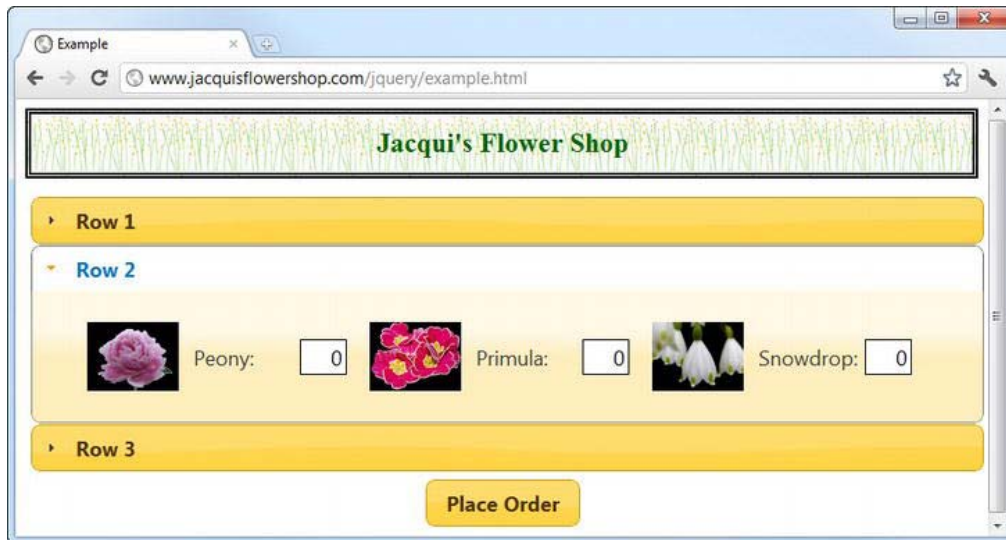 Example
www.jacquisflowershop.com/jquery/example.html
Jacqui's Flower Shop
Row 1
Row 2
Peony: 0 Primula: 0 Snowdrop: 0
Row 3
Place Order